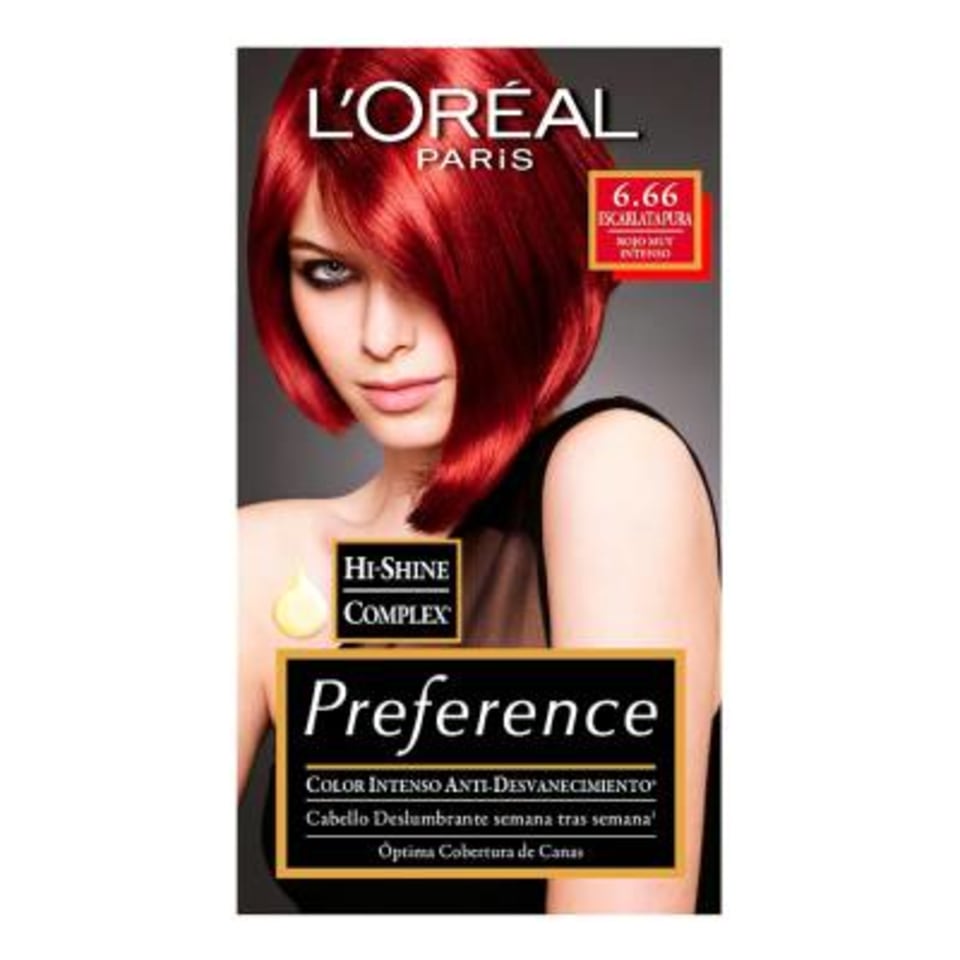 L'ORÉAL
PARiS
6.66
ESCARLATA PURA
ROJO MUY
INTENSO
HI-SHINE
COMPLEX
Preference
COLOR INTENSO ANTI-DESVANECIMIENTO*
Cabello Deslumbrante semana tras semana¹
Óptima Cobertura de Canas